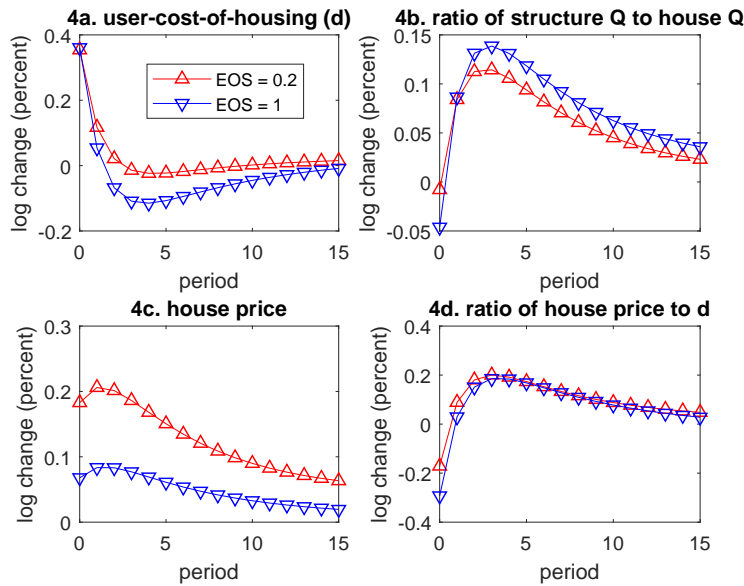 4a. user-cost-of-housing (d)
0.4
0.2
0
-0.2
log change (percent)
EOS = 0.2
EOS = 1
0 5 10 15
period
4b. ratio of structure Q to house Q
0.15
0.1
0.05
0
-0.05
log change (percent)
0 5 10 15
period
4c. house price
0.3
0.2
0.1
0
log change (percent)
0 5 10 15
period
4d. ratio of house price to d
0.4
0.2
0
-0.2
-0.4
log change (percent)
0 5 10 15
period